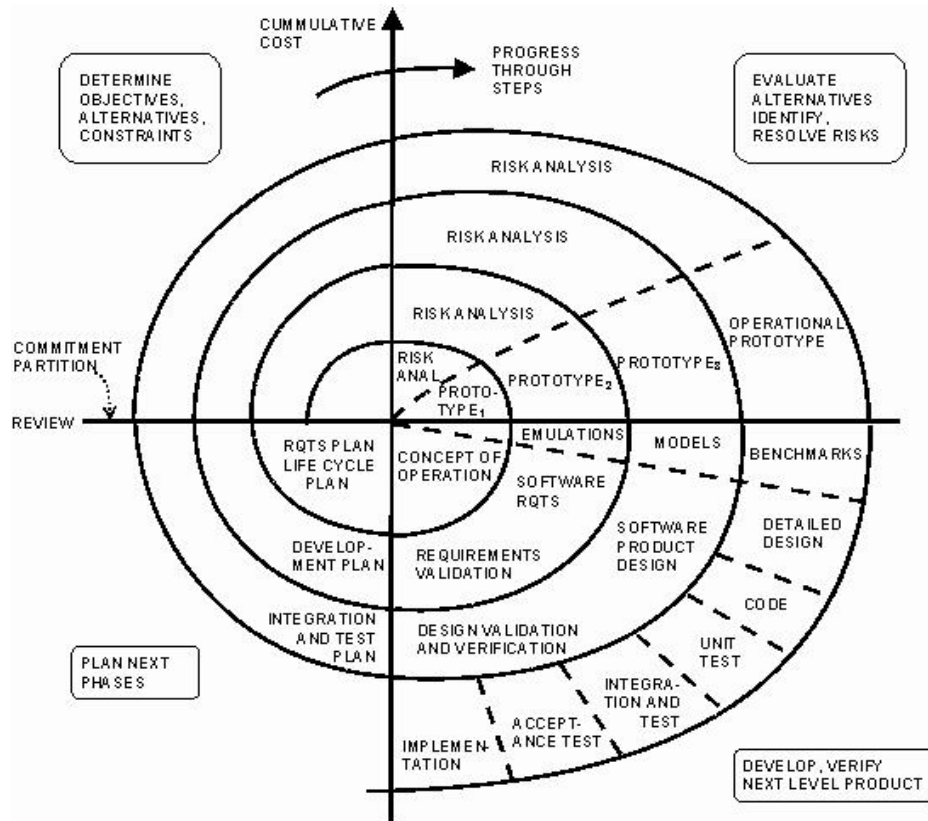 CUMMULATIVE
COST
PROGRESS
THROUGH
STEPS
DETERMINE
OBJECTIVES,
ALTERNATIVES,
CONSTRAINTS
EVALUATE
ALTERNATIVES
IDENTIFY,
RESOLVE RISKS
RISK ANALYSIS
RISK ANALYSIS
RISK ANALYSIS
RISK
ANAL
PROTO-
TYPE1
PROTOTYPE2
PROTOTYPE3
OPERATIONAL
PROTOTYPE
COMMITMENT
PARTITION
REVIEW
RQTS PLAN
LIFE CYCLE
PLAN
CONCEPT OF
OPERATION
EMULATIONS
MODELS
BENCHMARKS
SOFTWARE
RQTS
SOFTWARE
PRODUCT
DESIGN
DETAILED
DESIGN
DEVELOP-
MENT PLAN
REQUIREMENTS
VALIDATION
CODE
UNIT
TEST
INTEGRATION
AND TEST
PLAN
DESIGN VALIDATION
AND VERIFICATION
INTEGRA-
TION AND
TEST
ACCEPT-
ANCE TEST
IMPLEMEN-
TATION
PLAN NEXT
PHASES
DEVELOP, VERIFY
NEXT LEVEL PRODUCT